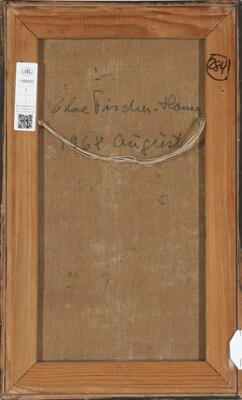 Else Fischer-Hansen
1968 August
284